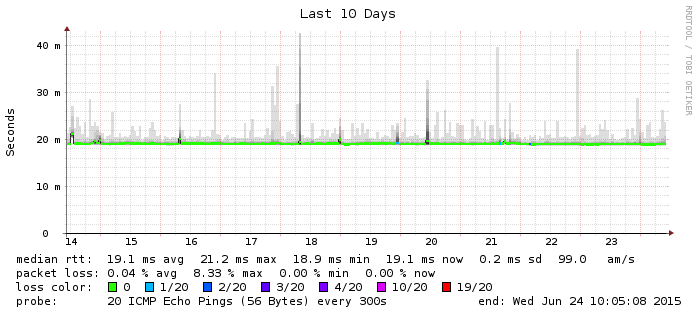 Last 10 Days
RRDTOOL / TOBI OETIKER
Seconds
40 m
30 m
20 m
10 m
0
14 15 16 17 18 19 20 21 22 23
median rtt: 19.1 ms avg 21.2 ms max 18.9 ms min 19.1 ms now 0.2 ms sd 99.0 am/s
packet loss: 0.04 % avg 8.33 % max 0.00 % min 0.00 % now
loss color: 0 1/20 2/20 3/20 4/20 10/20 19/20
probe: 20 ICMP Echo Pings (56 Bytes) every 300s end: Wed Jun 24 10:05:08 2015